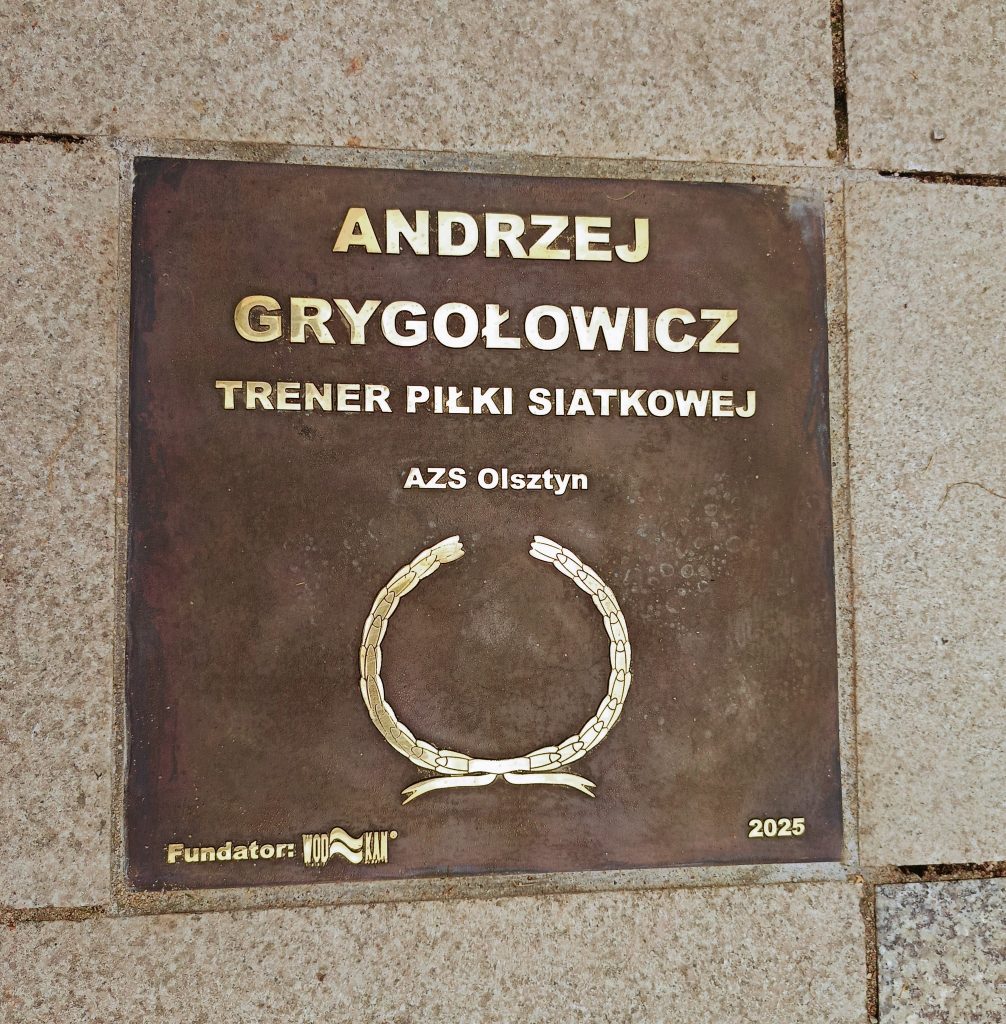 ANDRZEJ
GRYGOŁOWICZ
TRENER PIŁKI SIATKOWEJ
AZS Olsztyn
Fundator: WOD KAN
2025